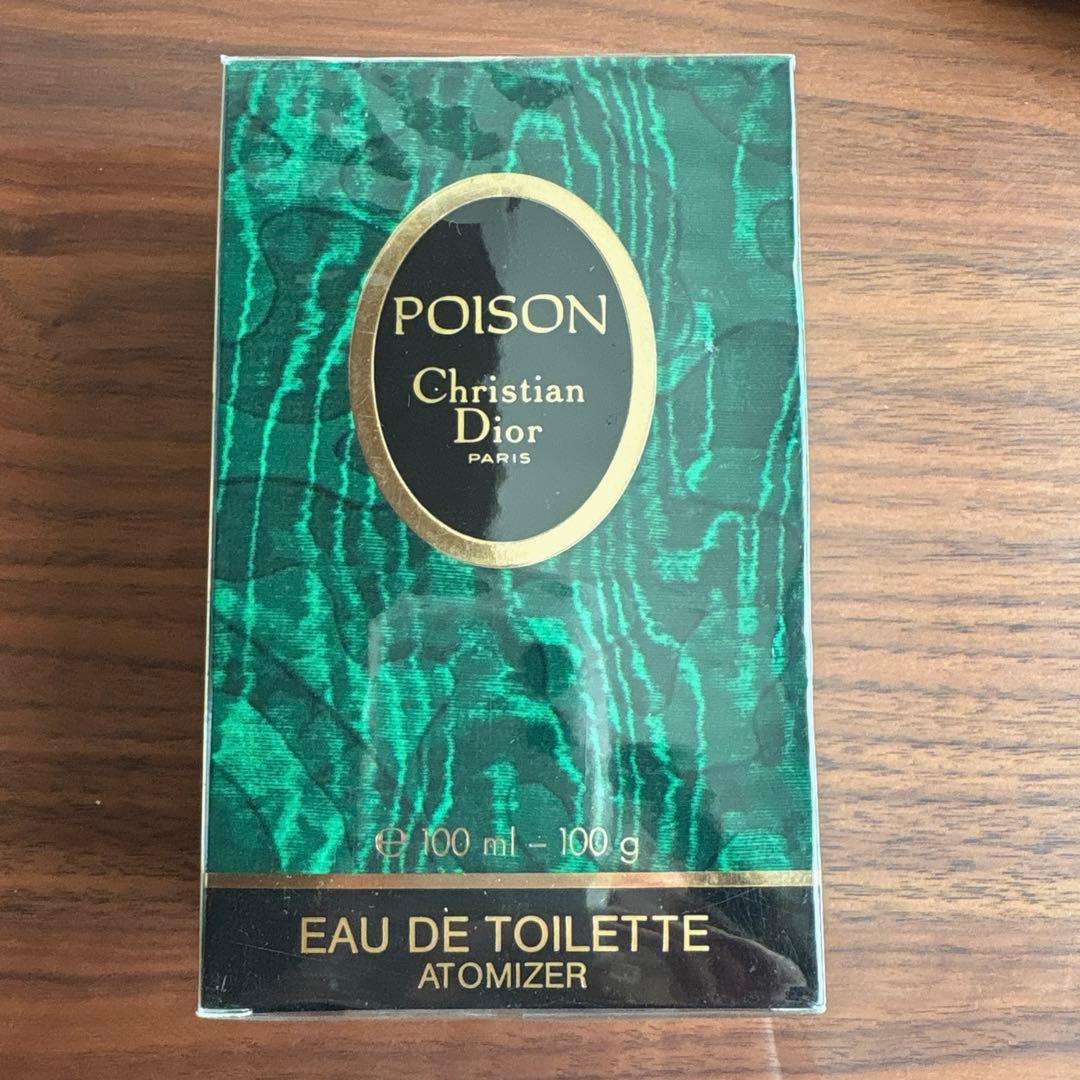 POISON
Christian
Dior
PARIS
℮ 100 ml - 100 g
EAU DE TOILETTE
ATOMIZER